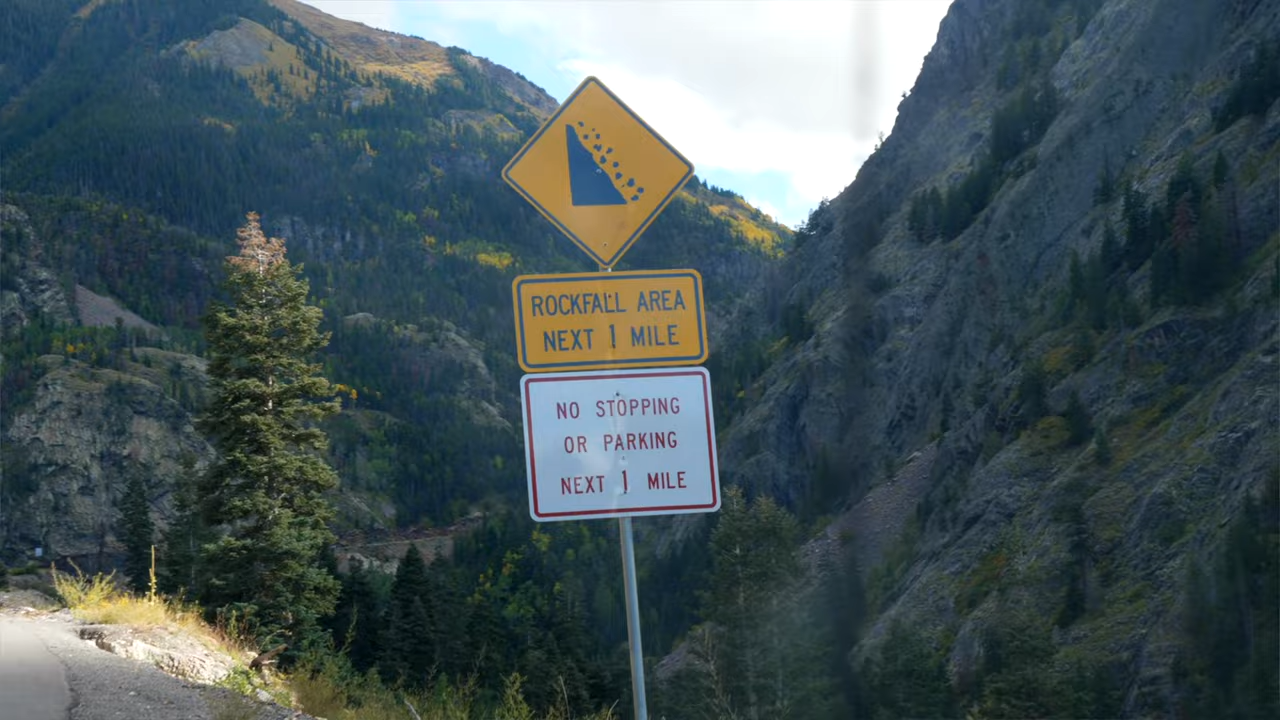 ROCKFALL AREA
NEXT 1 MILE
NO STOPPING
OR PARKING
NEXT 1 MILE